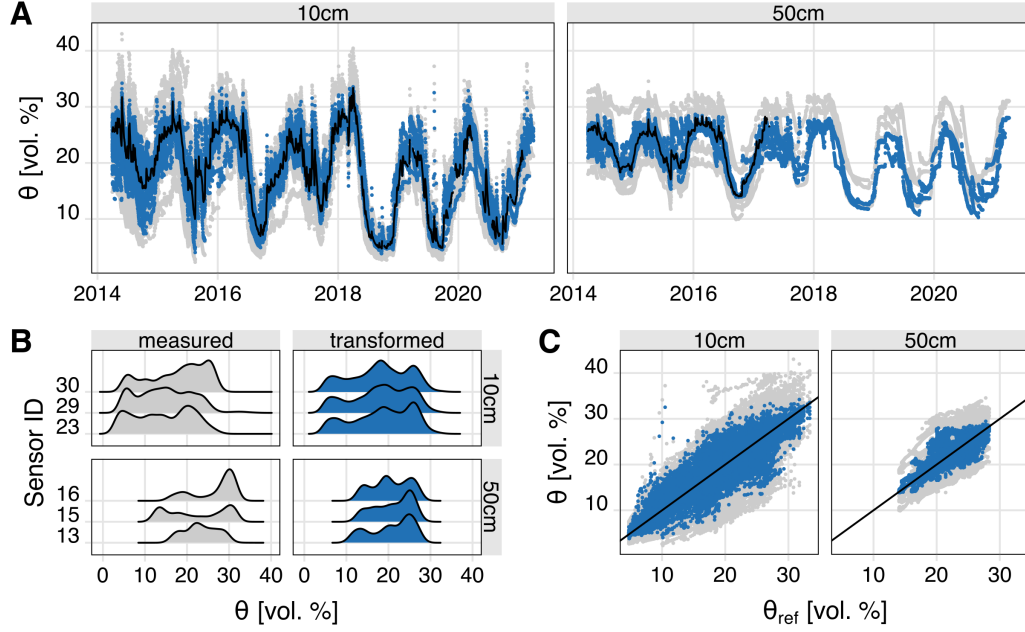 A
10cm
50cm
θ [vol. %]
40
30
20
10
2014
2016
2018
2020
2014
2016
2018
2020
B
measured
transformed
Sensor ID
30
29
23
10cm
16
15
13
50cm
0
10
20
30
40
0
10
20
30
40
θ [vol. %]
C
10cm
50cm
θ [vol. %]
40
30
20
10
10
20
30
10
20
30
θref [vol. %]